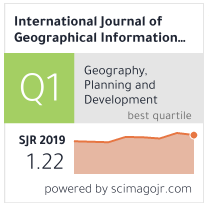 International Journal of
Geographical Information...
Q1
Geography,
Planning and
Development
best quartile
SJR 2019
1.22
powered by scimagojr.com